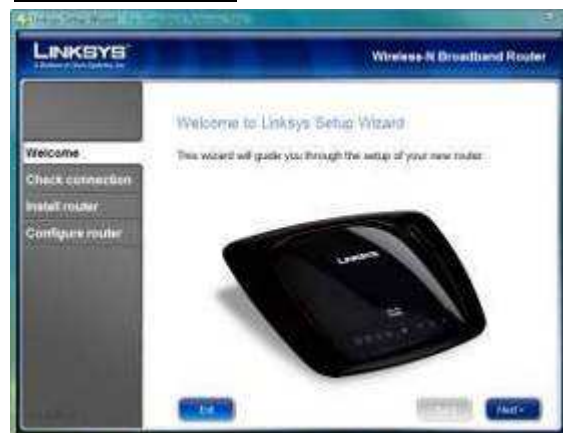 LINKSYS
Wireless-N Broadband Router
Welcome to Linksys Setup Wizard
Welcome
This wizard will guide you through the setup of your new router
Check connection
Install router
Configure router
LINKSYS
Exit
Next